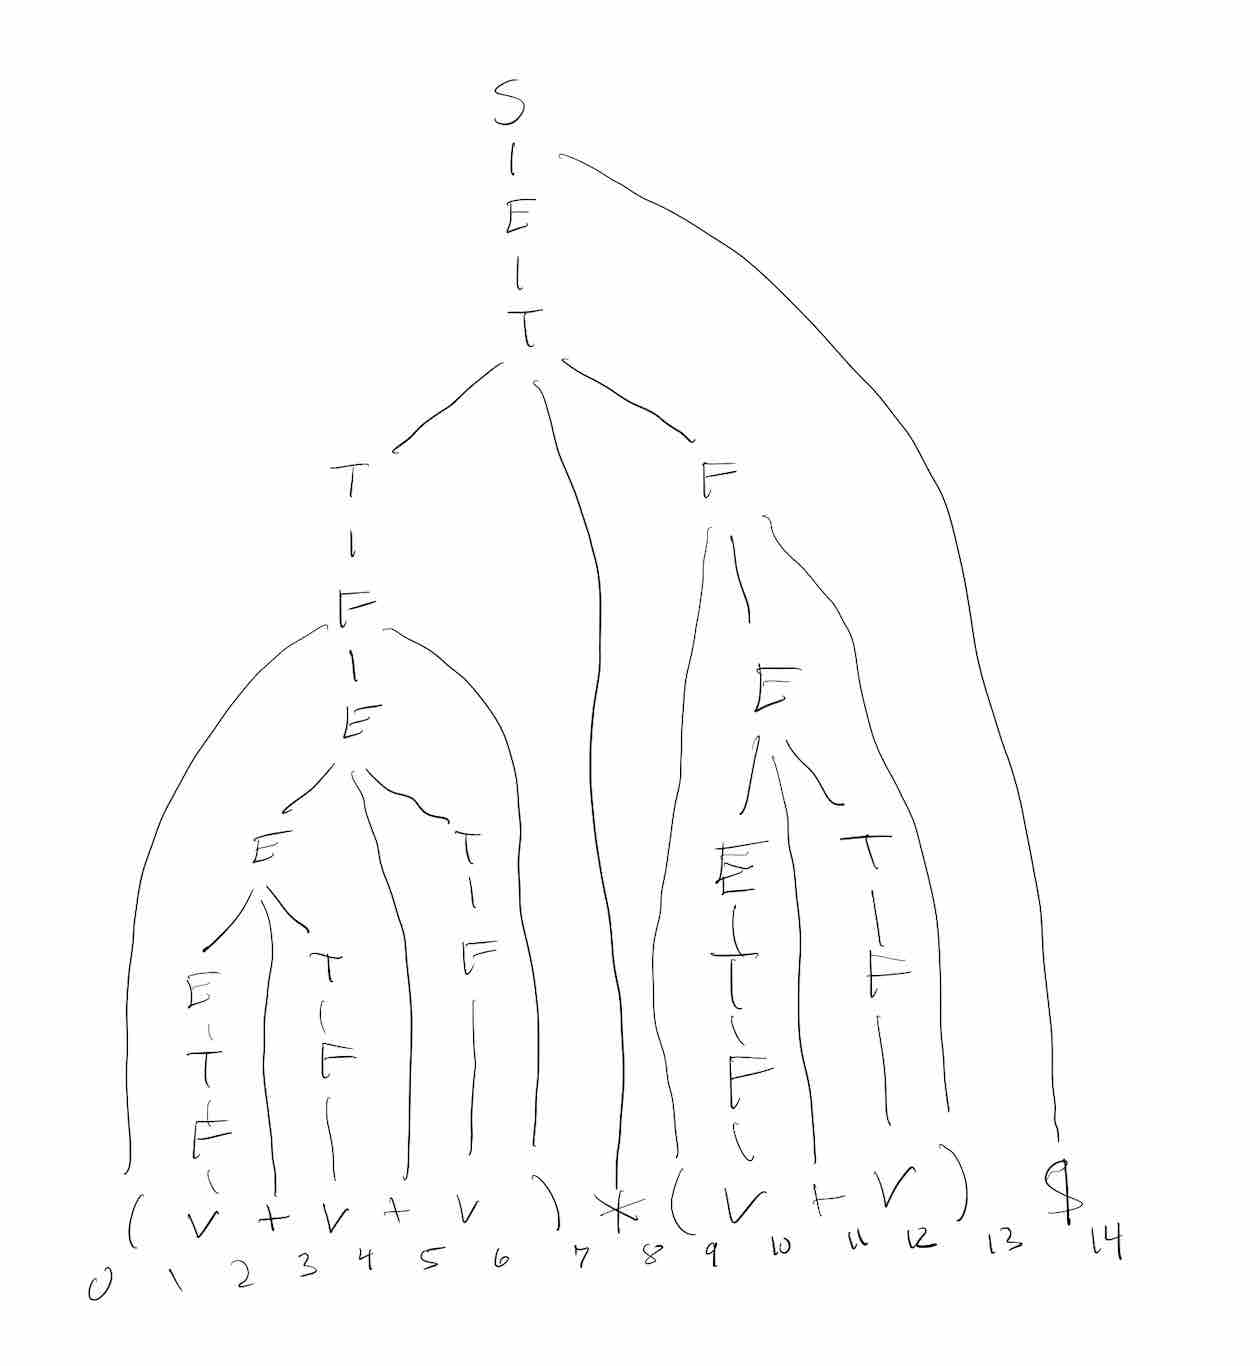 S
E
T
T F
F
E E
E T E T
E T F T F
T F F
F
( V + V + V ) * ( V + V ) $
0 1 2 3 4 5 6 7 8 9 10 11 12 13 14